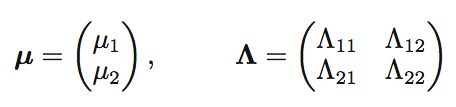 μ = (μ₁ μ₂), Λ = (Λ₁₁ Λ₁₂
Λ₂₁ Λ₂₂)